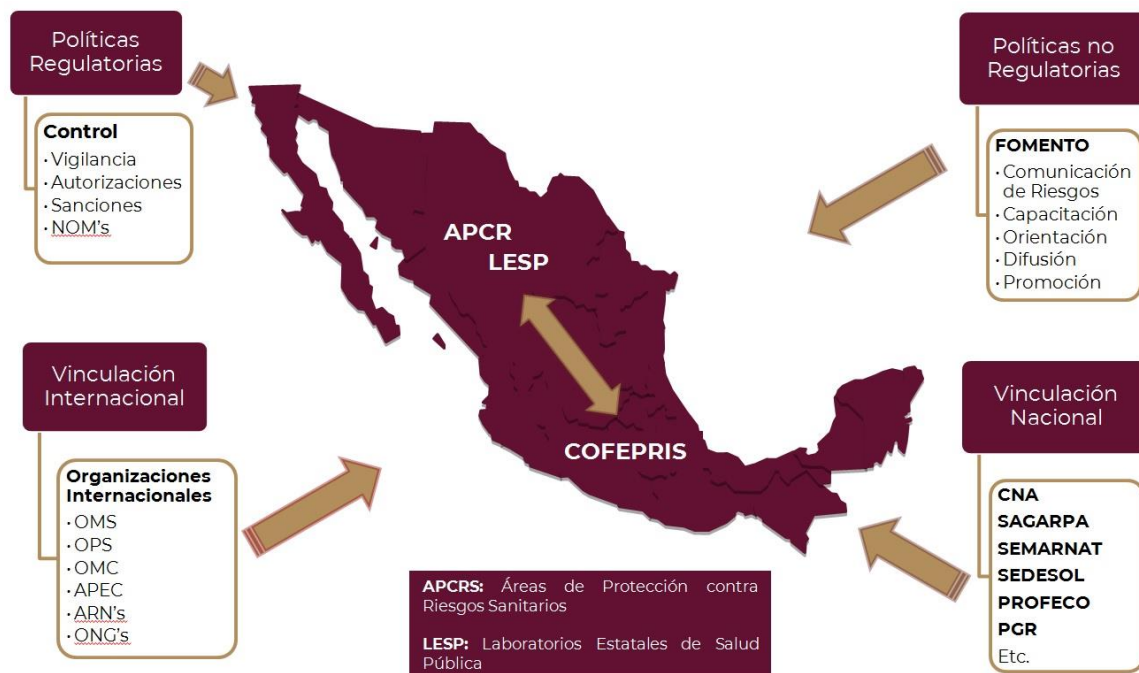 Políticas
Regulatorias
Control
· Vigilancia
· Autorizaciones
· Sanciones
· NOM's
Políticas no
Regulatorias
FOMENTO
· Comunicación
de Riesgos
· Capacitación
· Orientación
· Difusión
· Promoción
APCR
LESP
COFEPRIS
Vinculación
Internacional
Organizaciones
Internacionales
· OMS
· OPS
· OMC
· APEC
· ARN's
· ONG's
Vinculación
Nacional
CNA
SAGARPA
SEMARNAT
SEDESOL
PROFECO
PGR
Etc.
APCRS: Áreas de Protección contra
Riesgos Sanitarios
LESP: Laboratorios Estatales de Salud
Pública